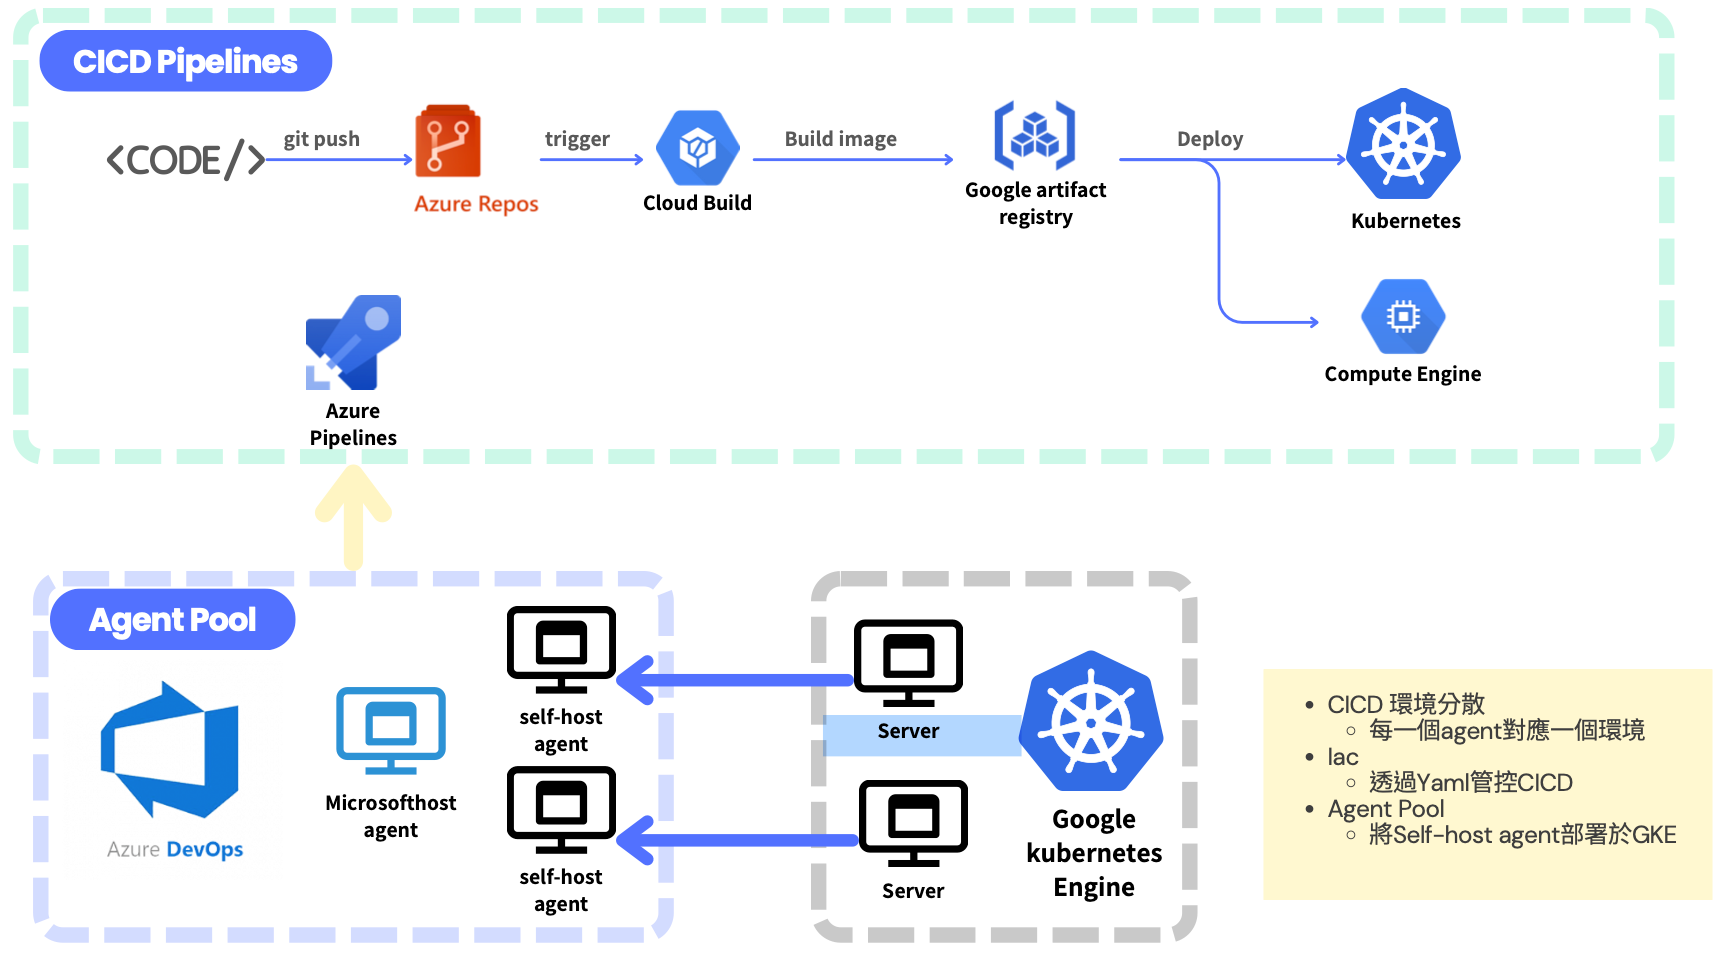 CICD Pipelines
<CODE/>
git push
Azure Repos
trigger
Cloud Build
Build image
Google artifact
registry
Deploy
Kubernetes
Compute Engine
Azure
Pipelines
Agent Pool
Azure DevOps
Microsofthost
agent
self-host
agent
self-host
agent
Server
Server
Google
kubernetes
Engine
• CICD 環境分散
◦ 每一個agent對應一個環境
• Iac
◦ 透過Yaml管控CICD
• Agent Pool
◦ 將Self-host agent部署於GKE